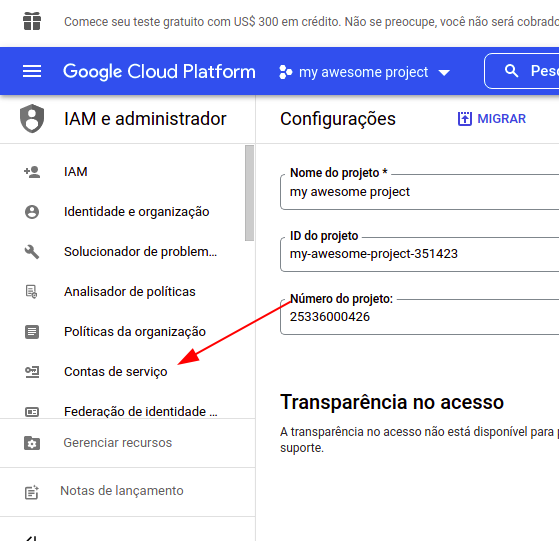 Comece seu teste gratuito com US$ 300 em crédito. Não se preocupe, você não será cobrado
Google Cloud Platform
my awesome project
IAM e administrador
Configurações
MIGRAR
IAM
Identidade e organização
Solucionador de problem...
Analisador de políticas
Políticas da organização
Contas de serviço
Federação de identidade ...
Gerenciar recursos
Notas de lançamento
Nome do projeto *
my awesome project
ID do projeto
my-awesome-project-351423
Número do projeto:
25336000426
Transparência no acesso
A transparência no acesso não está disponível para
suporte.